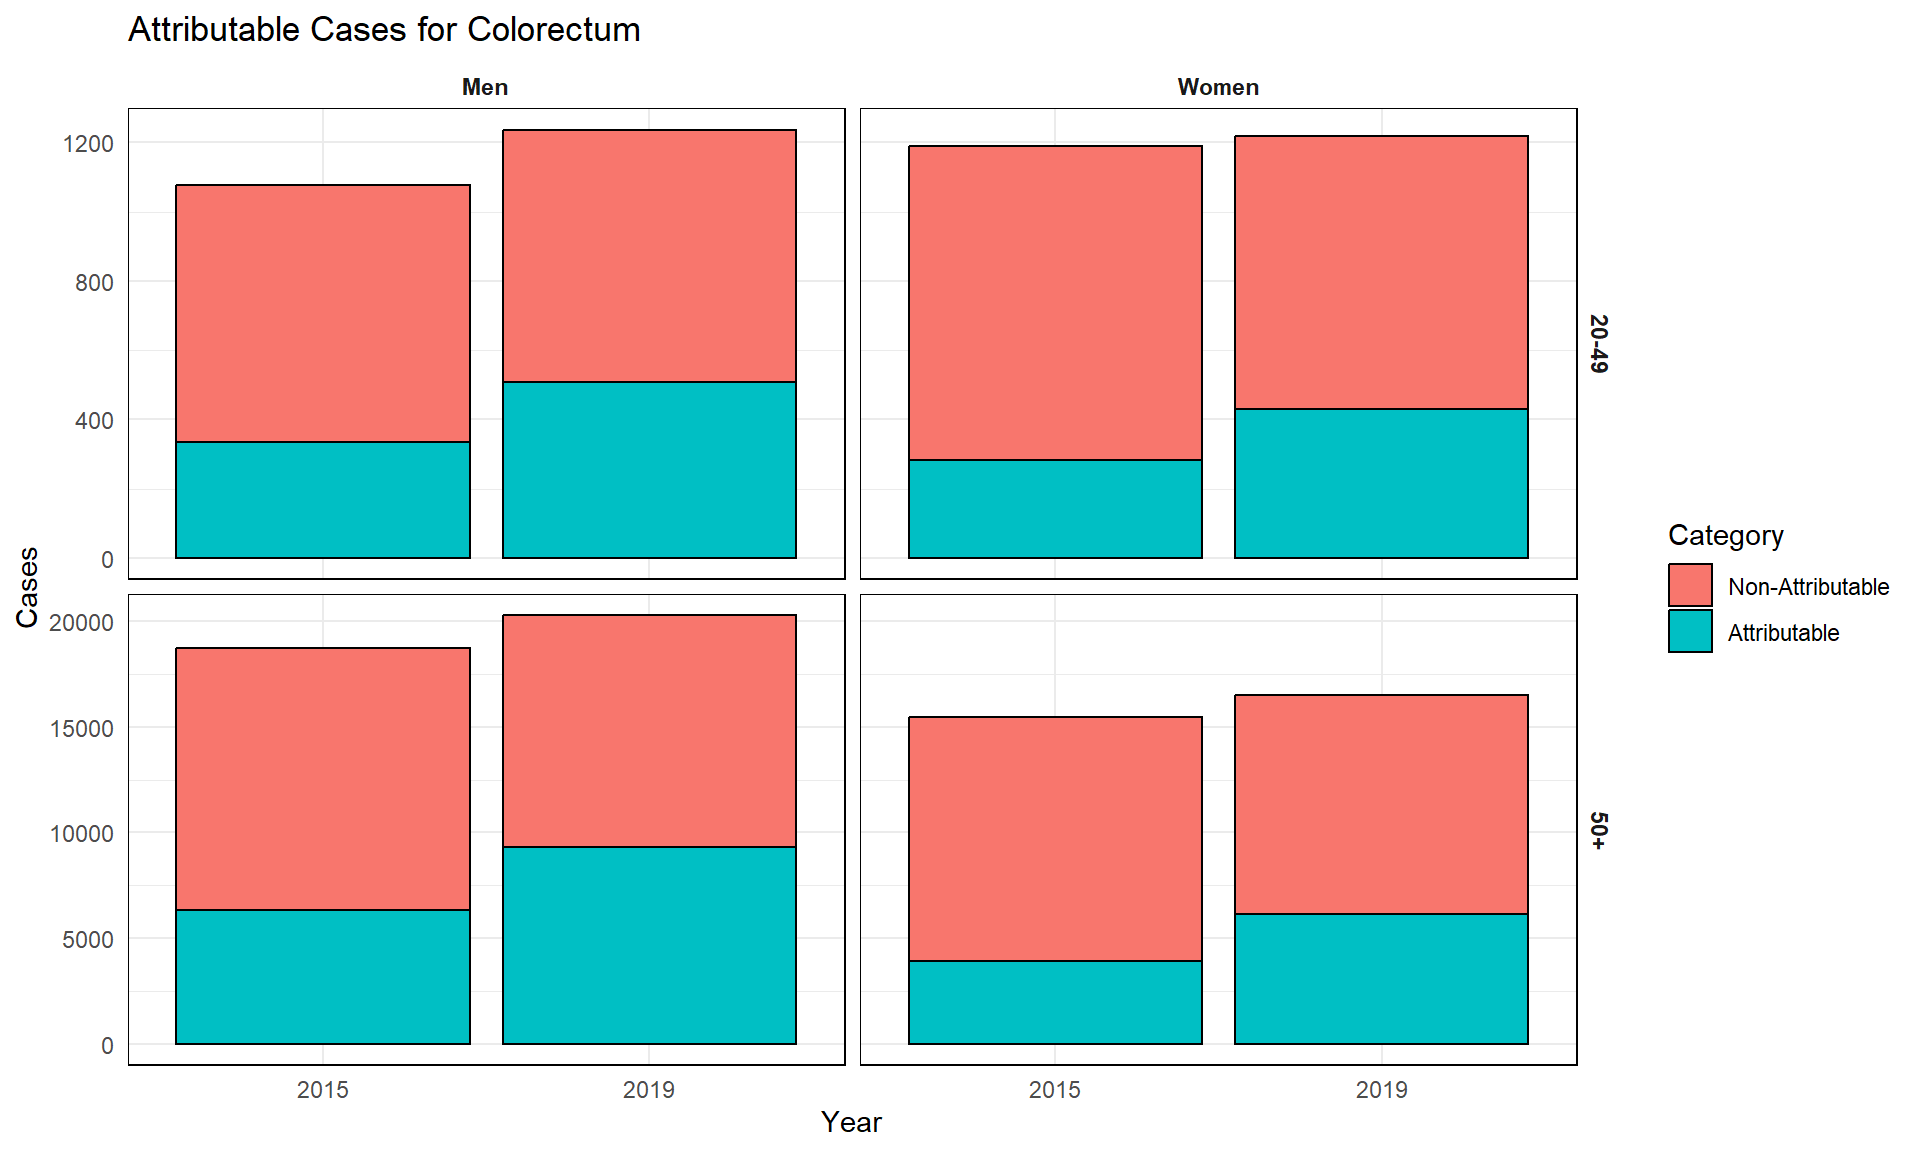 Attributable Cases for Colorectum
Men
Women
1200
800
400
0
20-49
20000
15000
10000
5000
0
50+
Cases
2015
2019
2015
2019
Year
Category
Non-Attributable
Attributable